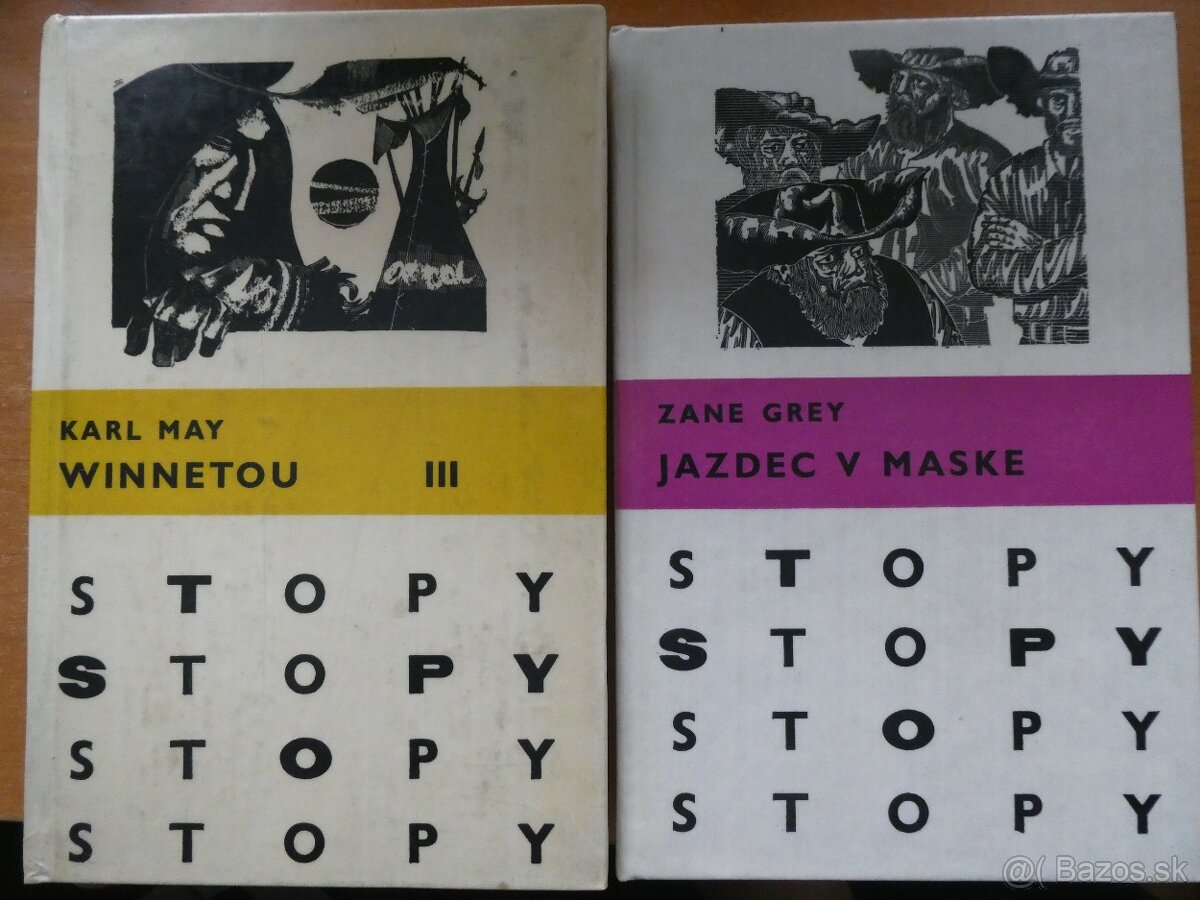 KARL MAY
WINNETOU III
S T O P Y
S T O P Y
S T O P Y
S T O P Y
ZANE GREY
JAZDEC V MASKE
S T O P Y
S T O P Y
S T O P Y
S T O P Y
@( Bazos.sk